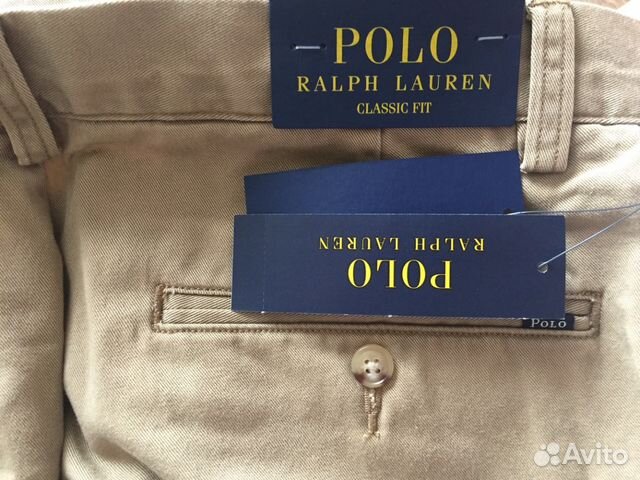 POLO
RALPH LAUREN
CLASSIC FIT
POLO
RALPH LAUREN
POLO
Avito